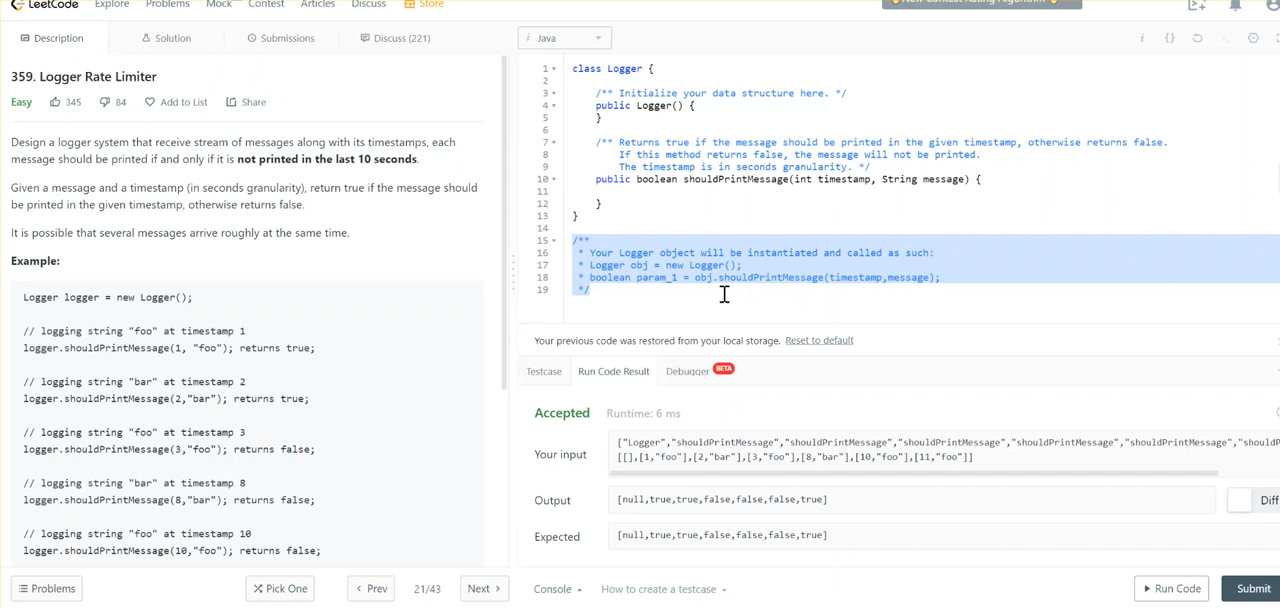 LeetCode Explore Problems Mock Contest Articles Discuss Store
New Contest Rating Algorithm
Description Solution Submissions Discuss (221)
i Java
359. Logger Rate Limiter
Easy 345 84 Add to List Share
Design a logger system that receive stream of messages along with its timestamps, each
message should be printed if and only if it is not printed in the last 10 seconds.
Given a message and a timestamp (in seconds granularity), return true if the message should
be printed in the given timestamp, otherwise returns false.
It is possible that several messages arrive roughly at the same time.
Example:
Logger logger = new Logger();
// logging string "foo" at timestamp 1
logger.shouldPrintMessage(1, "foo"); returns true;
// logging string "bar" at timestamp 2
logger.shouldPrintMessage(2,"bar"); returns true;
// logging string "foo" at timestamp 3
logger.shouldPrintMessage(3,"foo"); returns false;
// logging string "bar" at timestamp 8
logger.shouldPrintMessage(8,"bar"); returns false;
// logging string "foo" at timestamp 10
logger.shouldPrintMessage(10,"foo"); returns false;
Problems Pick One Prev 21/43 Next
1 class Logger {
2
3 /** Initialize your data structure here. */
4 public Logger() {
5 }
6
7 /** Returns true if the message should be printed in the given timestamp, otherwise returns false.
8 If this method returns false, the message will not be printed.
9 The timestamp is in seconds granularity. */
10 public boolean shouldPrintMessage(int timestamp, String message) {
11
12 }
13 }
14
15 /**
16 * Your Logger object will be instantiated and called as such:
17 * Logger obj = new Logger();
18 * boolean param_1 = obj.shouldPrintMessage(timestamp,message);
19 */
Your previous code was restored from your local storage. Reset to default
Testcase Run Code Result Debugger BETA
Accepted Runtime: 6 ms
Your input
["Logger","shouldPrintMessage","shouldPrintMessage","shouldPrintMessage","shouldPrintMessage","shouldPrintMessage","shouldP
[[],[1,"foo"],[2,"bar"],[3,"foo"],[8,"bar"],[10,"foo"],[11,"foo"]]
Output [null,true,true,false,false,false,true] Diff
Expected [null,true,true,false,false,false,true]
Console How to create a testcase Run Code Submit